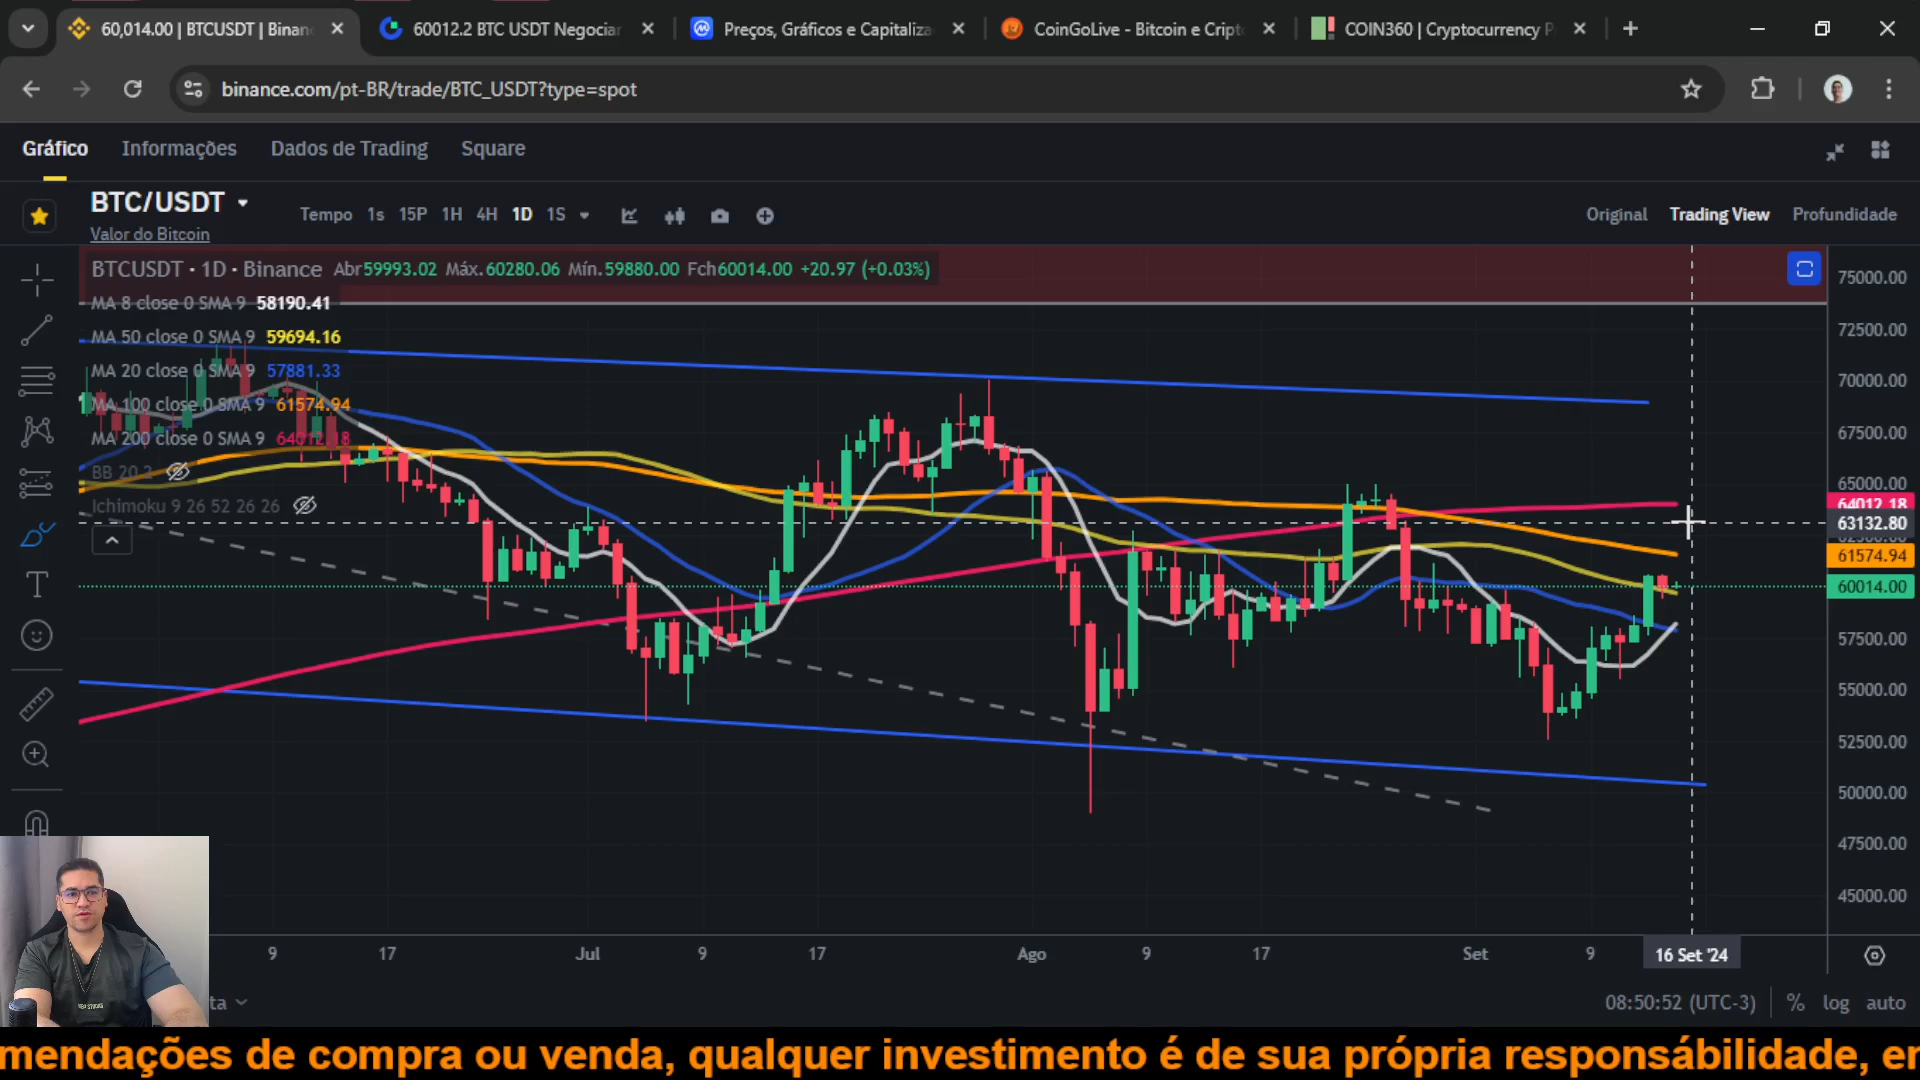 60,014.00 | BTCUSDT | Binan
60012.2 BTC USDT Negociar
Preços, Gráficos e Capitaliza
CoinGoLive - Bitcoin e Cript
COIN360 | Cryptocurrency P
binance.com/pt-BR/trade/BTC_USDT?type=spot
Gráfico Informações Dados de Trading Square
BTC/USDT
Valor do Bitcoin
Tempo 1s 15P 1H 4H 1D 1S
Original Trading View Profundidade
BTCUSDT · 1D · Binance Abr59993.02 Máx.60280.06 Mín.59880.00 Fch60014.00 +20.97 (+0.03%)
MA 8 close 0 SMA 9 58190.41
MA 50 close 0 SMA 9 59694.16
MA 20 close 0 SMA 9 57881.33
MA 100 close 0 SMA 9 61574.94
MA 200 close 0 SMA 9 64012.18
BB 20 2
Ichimoku 9 26 52 26 26
75000.00
72500.00
70000.00
67500.00
65000.00
64012.18
63132.80
62500.00
61574.94
60014.00
57500.00
55000.00
52500.00
50000.00
47500.00
45000.00
9 17 Jul 9 17 Ago 9 17 Set 9 16 Set '24
ta
08:50:52 (UTC-3) % log auto
mendações de compra ou venda, qualquer investimento é de sua própria responsábilidade, en